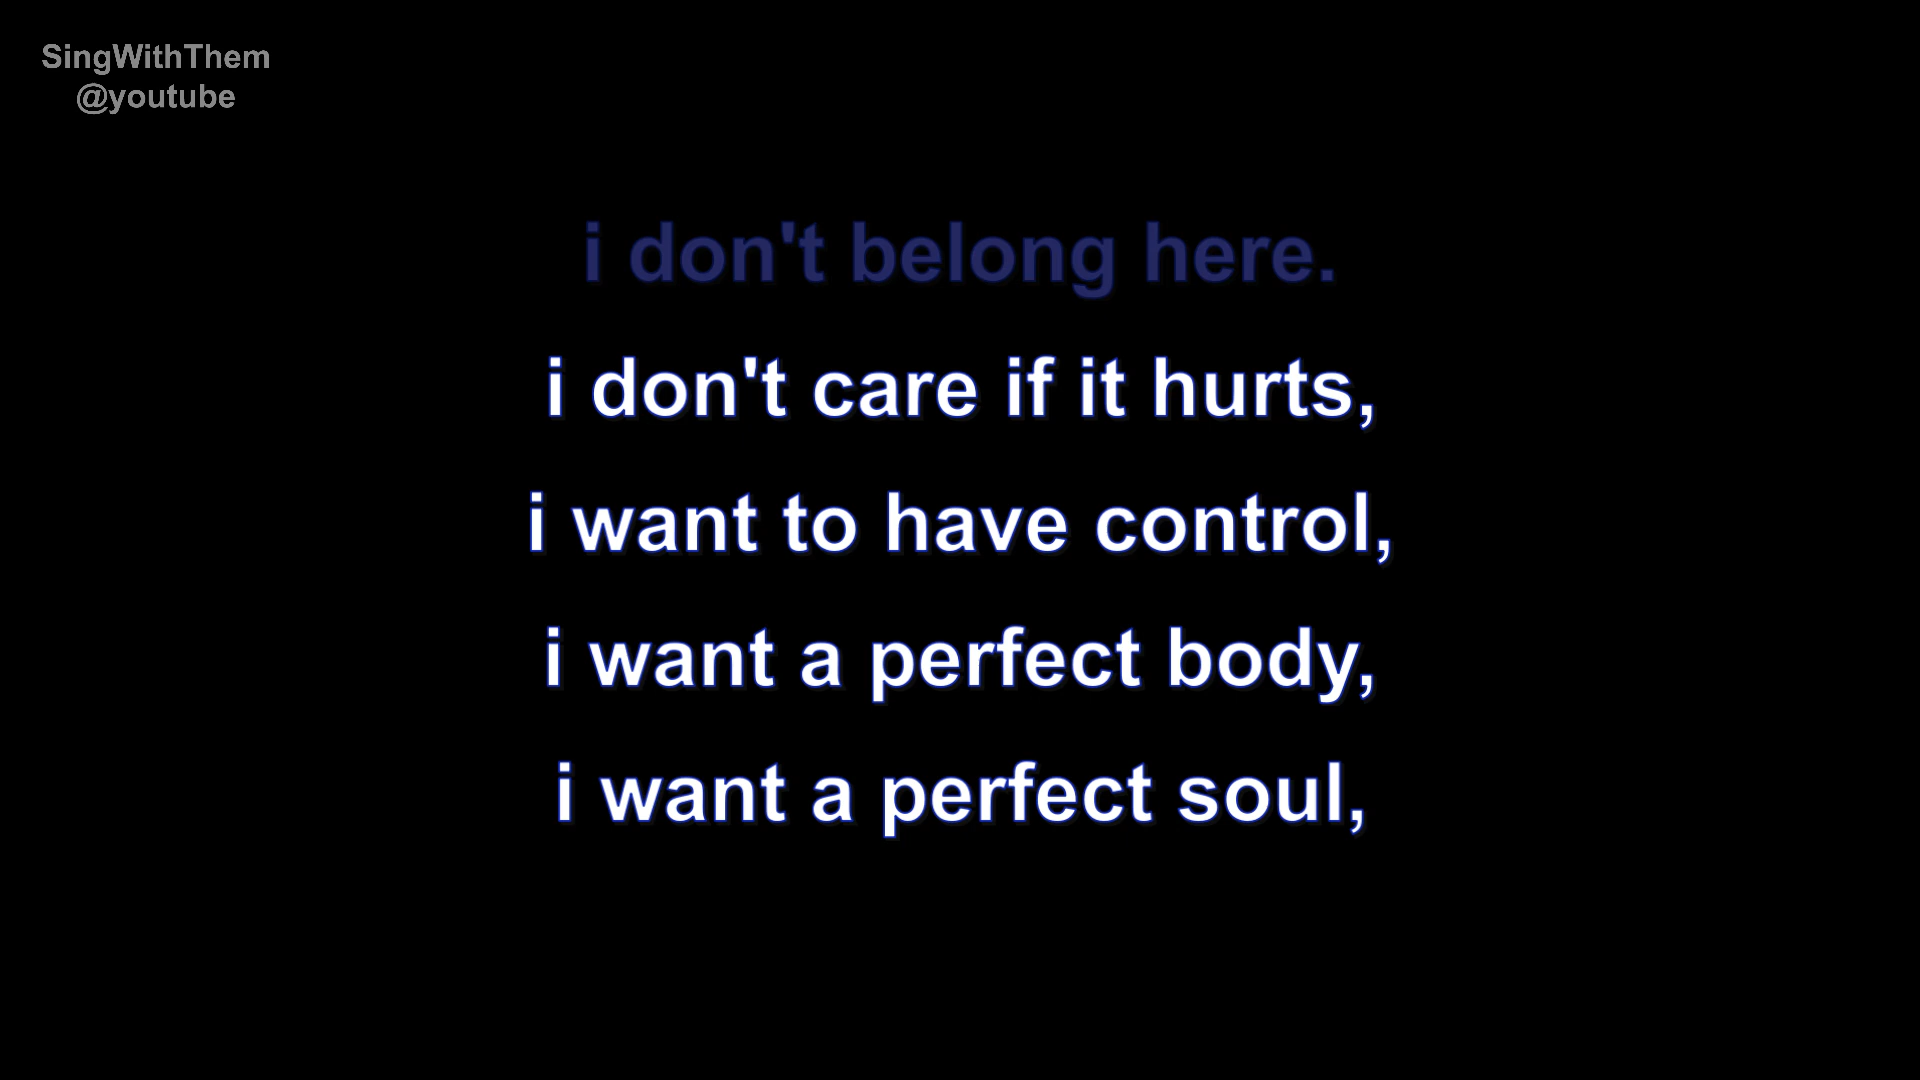 SingWithThem
@youtube
i don't belong here.
i don't care if it hurts,
i want to have control,
i want a perfect body,
i want a perfect soul,